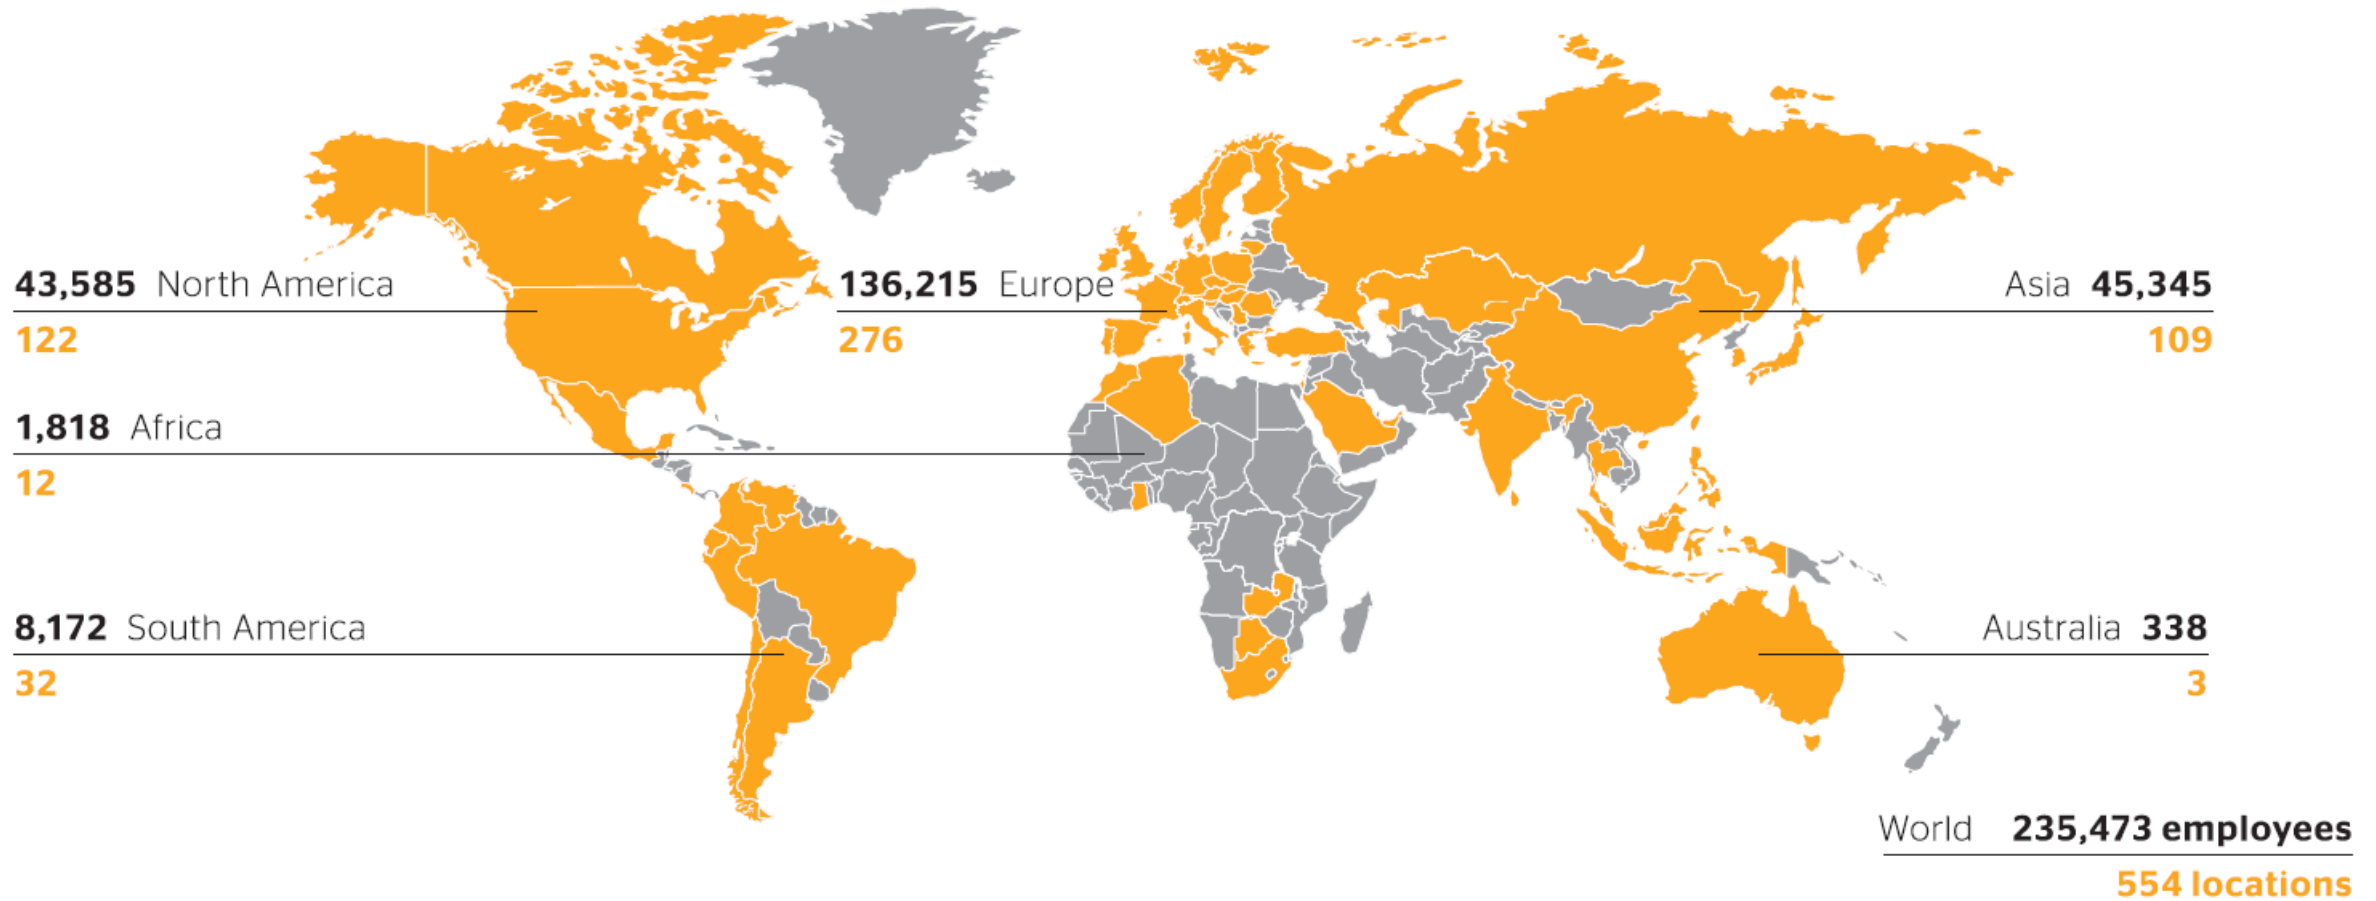 43,585 North America
122
136,215 Europe
276
Asia 45,345
109
1,818 Africa
12
8,172 South America
32
Australia 338
3
World 235,473 employees
554 locations